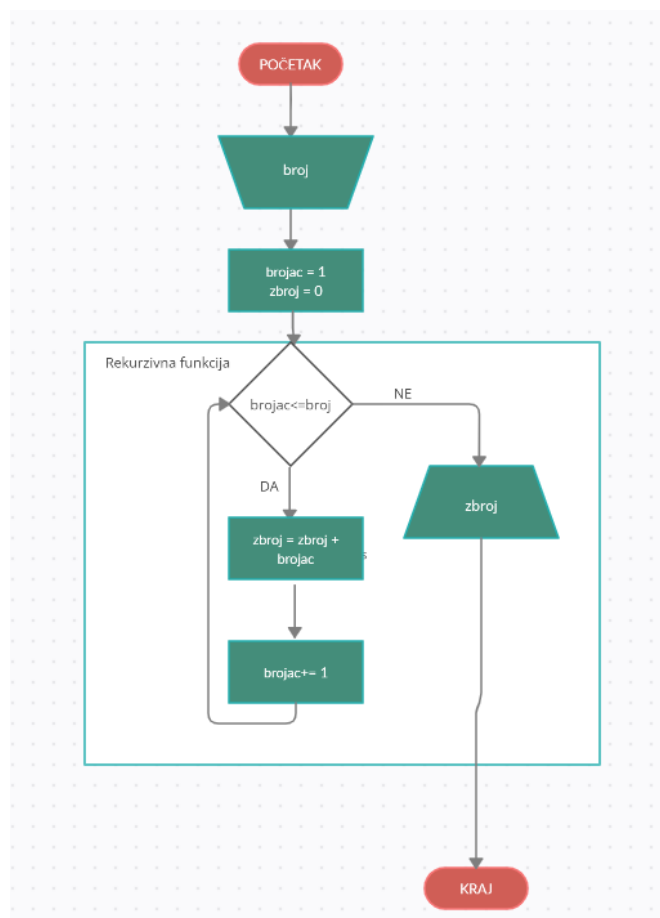 POČETAK
broj
brojac = 1
zbroj = 0
Rekurzivna funkcija
brojac<=broj
NE
DA
zbroj
zbroj = zbroj +
brojac
s
brojac+= 1
KRAJ